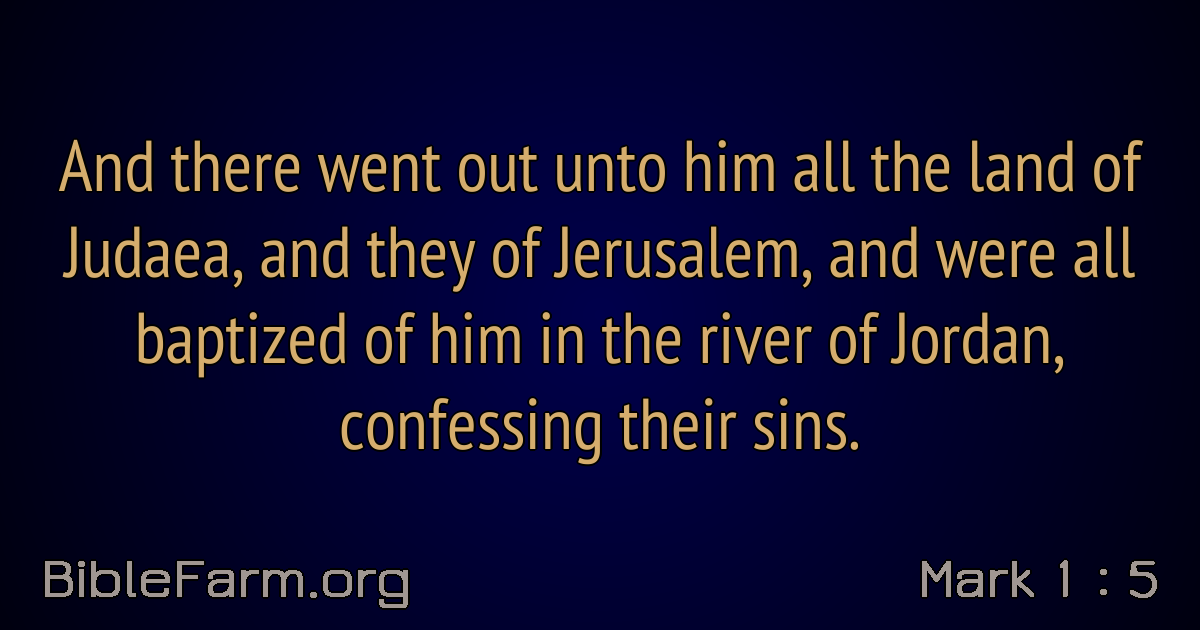 And there went out unto him all the land of
Judaea, and they of Jerusalem, and were all
baptized of him in the river of Jordan,
confessing their sins.
BibleFarm.org
Mark 1 : 5